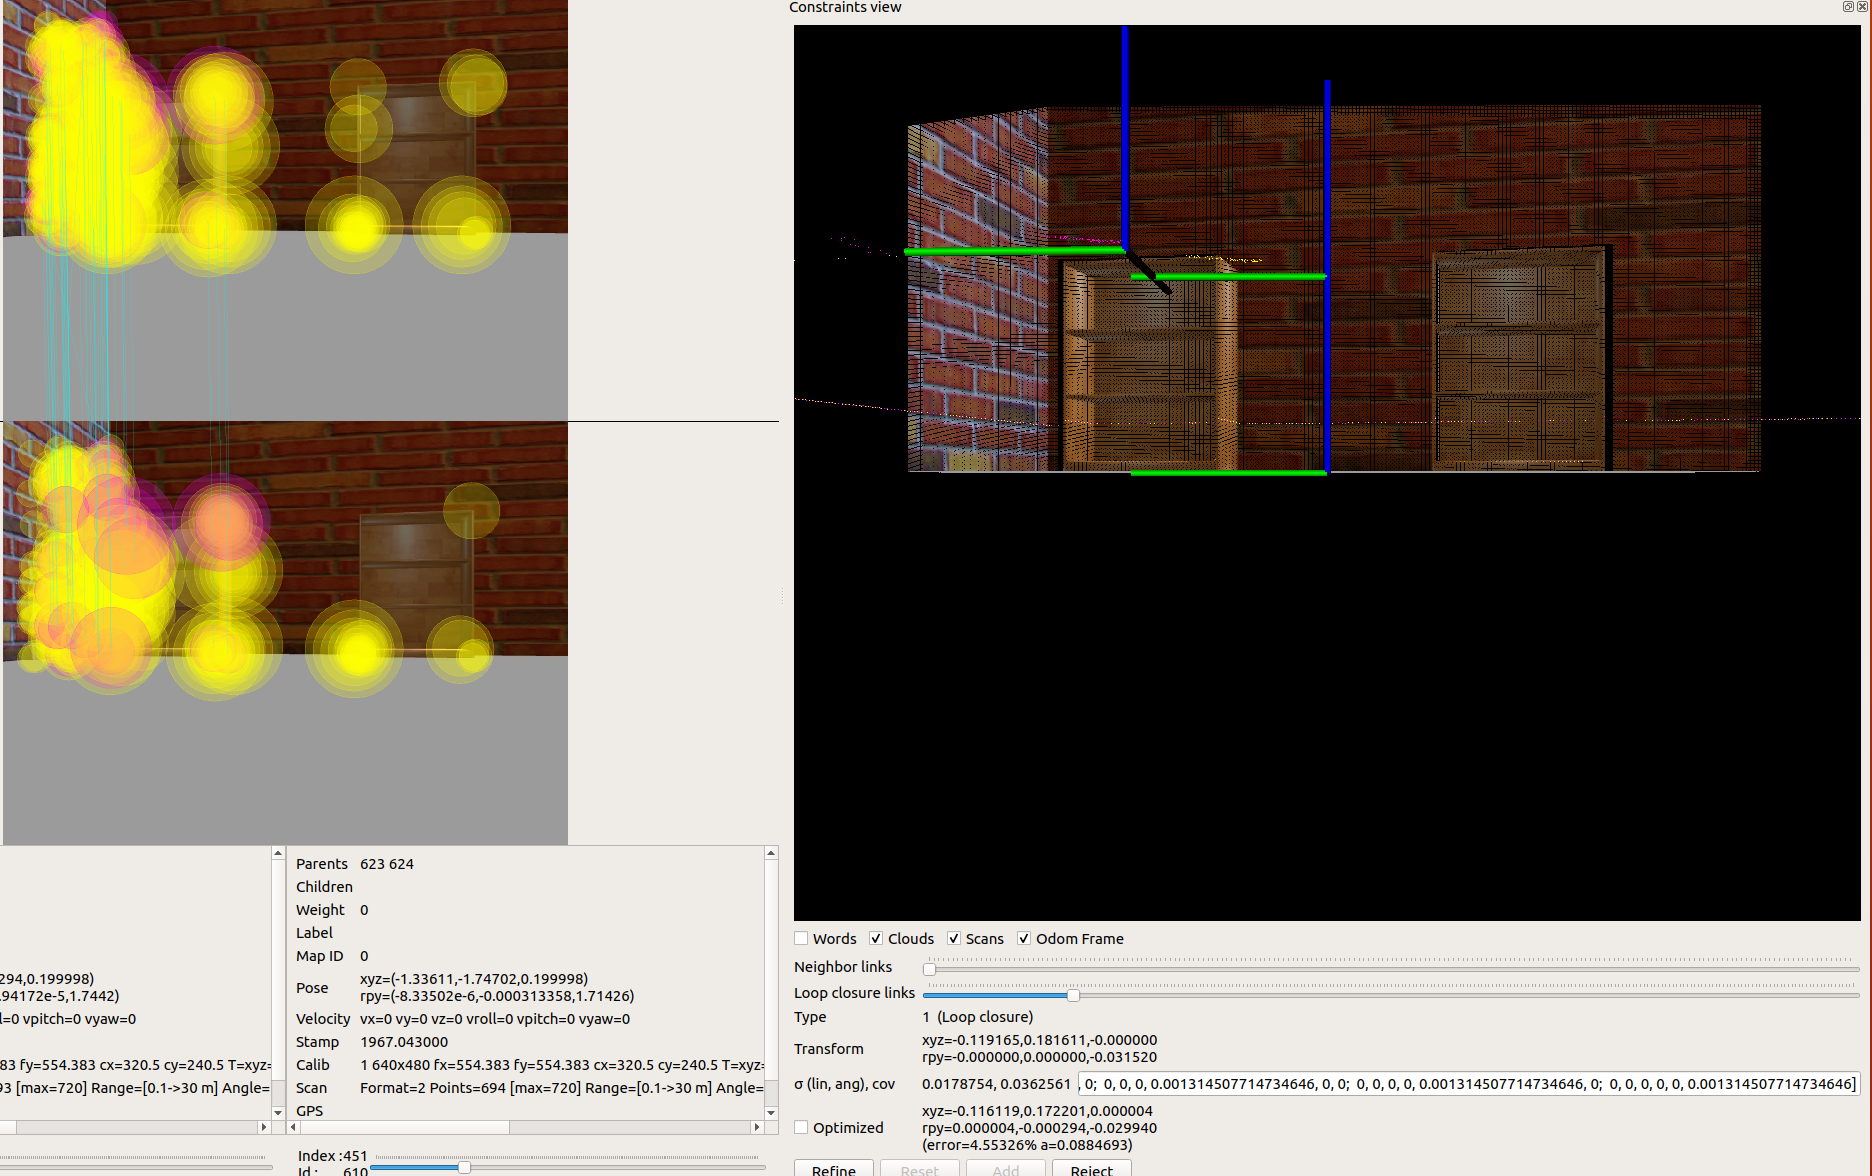 Constraints view
Parents 623 624
Children
Weight 0
Label
Map ID 0
294,0.199998)
Pose xyz=(-1.33611,-1.74702,0.199998)
.94172e-5,1.7442)
rpy=(-8.33502e-6,-0.000313358,1.71426)
l=0 vpitch=0 vyaw=0
Velocity vx=0 vy=0 vz=0 vroll=0 vpitch=0 vyaw=0
Stamp 1967.043000
83 fy=554.383 cx=320.5 cy=240.5 T=xyz=
Calib 1 640x480 fx=554.383 fy=554.383 cx=320.5 cy=240.5 T=xyz=
93 [max=720] Range=[0.1->30 m] Angle=
Scan Format=2 Points=694 [max=720] Range=[0.1->30 m] Angle=
GPS
Index :451
Id : 610
Words Clouds Scans Odom Frame
Neighbor links
Loop closure links
Type 1 (Loop closure)
Transform xyz=-0.119165,0.181611,-0.000000
rpy=-0.000000,0.000000,-0.031520
σ (lin, ang), cov 0.0178754, 0.0362561 , 0; 0, 0, 0, 0.001314507714734646, 0, 0; 0, 0, 0, 0, 0.001314507714734646, 0; 0, 0, 0, 0, 0, 0.001314507714734646]
Optimized xyz=-0.116119,0.172201,0.000004
rpy=0.000004,-0.000294,-0.029940
(error=4.55326% a=0.0884693)
Refine Reset Add Reject